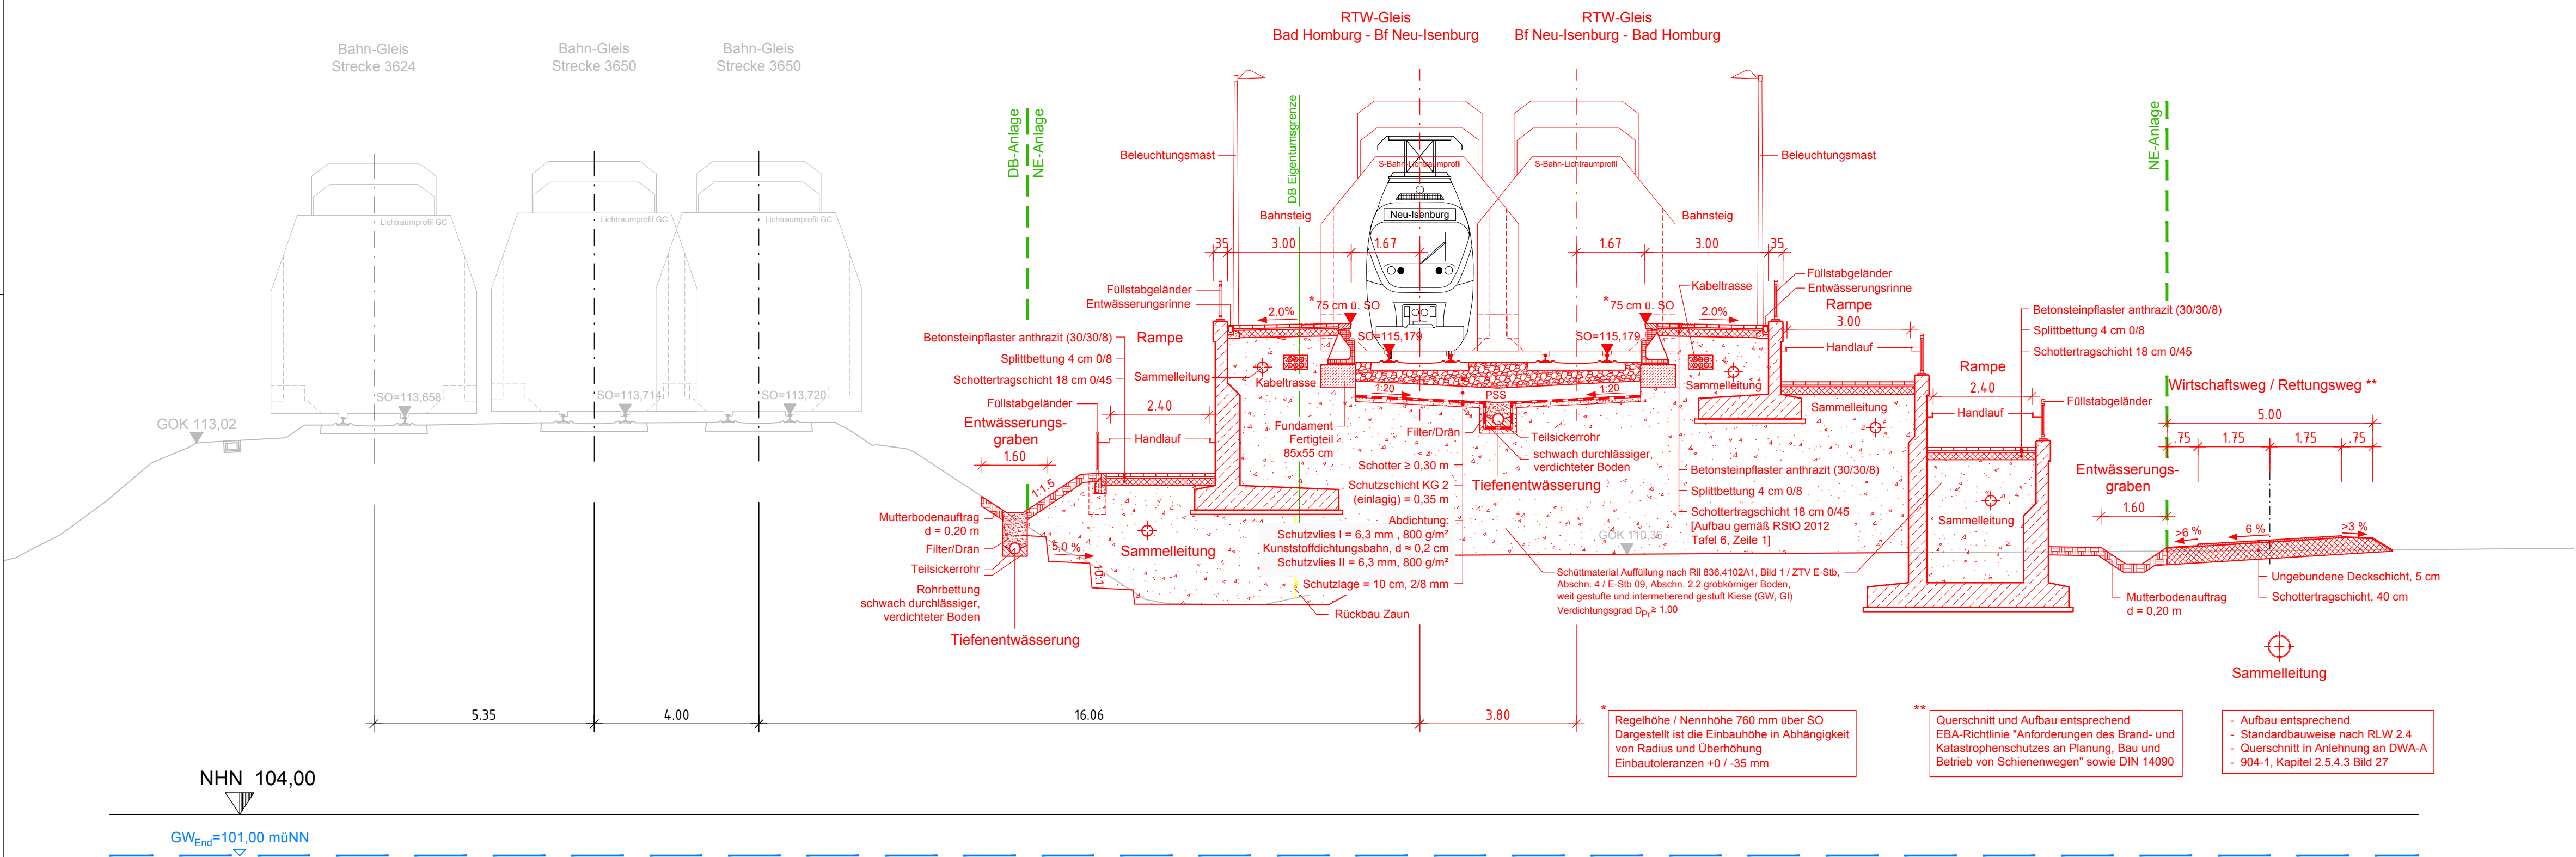 RTW-Gleis
Bad Homburg - Bf Neu-Isenburg
RTW-Gleis
Bf Neu-Isenburg - Bad Homburg
Bahn-Gleis
Strecke 3624
Bahn-Gleis
Strecke 3650
Bahn-Gleis
Strecke 3650
DB-Anlage
NE-Anlage
DB Eigentumsgrenze
NE-Anlage
Beleuchtungsmast
S-Bahn-Lichtraumprofil
S-Bahn-Lichtraumprofil
Beleuchtungsmast
Lichtraumprofil GC
Lichtraumprofil GC
Lichtraumprofil GC
Bahnsteig
Neu-Isenburg
Bahnsteig
.35
3.00
1.67
1.67
3.00
.35
Füllstabgeländer
Entwässerungsrinne
* 75 cm ü. SO
* 75 cm ü. SO
Kabeltrasse
Füllstabgeländer
Entwässerungsrinne
Rampe
3.00
Handlauf
2.0%
2.0%
SO=115,179
SO=115,179
Betonsteinpflaster anthrazit (30/30/8)
Splittbettung 4 cm 0/8
Schottertragschicht 18 cm 0/45
Rampe
Sammelleitung
Füllstabgeländer
2.40
Handlauf
Kabeltrasse
1:20
PSS
1:20
Sammelleitung
Sammelleitung
Rampe
2.40
Handlauf
Füllstabgeländer
Betonsteinpflaster anthrazit (30/30/8)
Splittbettung 4 cm 0/8
Schottertragschicht 18 cm 0/45
Wirtschaftsweg / Rettungsweg **
5.00
.75
1.75
1.75
.75
SO=113,658
SO=113,714
SO=113,720
GOK 113,02
Entwässerungs-
graben
1.60
1:1.5
Fundament
Fertigteil
85x55 cm
Filter/Drän
Teilsickerrohr
schwach durchlässiger,
verdichteter Boden
Tiefenentwässerung
Schotter ≥ 0,30 m
Schutzschicht KG 2
(einlagig) = 0,35 m
Abdichtung:
Schutzvlies I = 6,3 mm , 800 g/m²
Kunststoffdichtungsbahn, d ≈ 0,2 cm
Schutzvlies II = 6,3 mm, 800 g/m²
Schutzlage = 10 cm, 2/8 mm
Betonsteinpflaster anthrazit (30/30/8)
Splittbettung 4 cm 0/8
Schottertragschicht 18 cm 0/45
[Aufbau gemäß RStO 2012
Tafel 6, Zeile 1]
GOK 110,36
Sammelleitung
Entwässerungs-
graben
1.60
>6 %
6 %
>3 %
Mutterbodenauftrag
d = 0,20 m
Filter/Drän
Teilsickerrohr
Rohrbettung
schwach durchlässiger,
verdichteter Boden
Tiefenentwässerung
5,0 %
10:1
Sammelleitung
Rückbau Zaun
Schüttmaterial Auffüllung nach Ril 836.4102A1, Bild 1 / ZTV E-Stb,
Abschn. 4 / E-Stb 09, Abschn. 2.2 grobkörniger Boden,
weit gestufte und intermetierend gestuft Kiese (GW, GI)
Verdichtungsgrad DPr ≥ 1,00
Mutterbodenauftrag
d = 0,20 m
Ungebundene Deckschicht, 5 cm
Schottertragschicht, 40 cm
Sammelleitung
5.35
4.00
16.06
3.80
* Regelhöhe / Nennhöhe 760 mm über SO
Dargestellt ist die Einbauhöhe in Abhängigkeit
von Radius und Überhöhung
Einbautoleranzen +0 / -35 mm
** Querschnitt und Aufbau entsprechend
EBA-Richtlinie "Anforderungen des Brand- und
Katastrophenschutzes an Planung, Bau und
Betrieb von Schienenwegen" sowie DIN 14090
- Aufbau entsprechend
- Standardbauweise nach RLW 2.4
- Querschnitt in Anlehnung an DWA-A
- 904-1, Kapitel 2.5.4.3 Bild 27
NHN 104,00
GWEnd=101,00 müNN